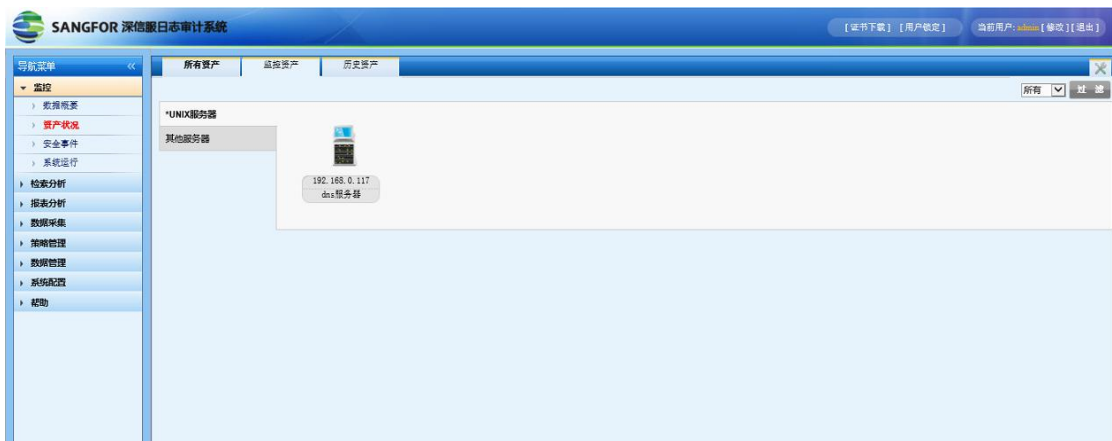 SANGFOR 深信服日志审计系统
[证书下载] [用户锁定] 当前用户:admin[修改][退出]
导航菜单 «
监控
数据概要
资产状况
安全事件
系统运行
检索分析
报表分析
数据采集
策略管理
数据管理
系统配置
帮助
所有资产 监控资产 历史资产
所有 过 滤
*UNIX服务器
其他服务器
192.168.0.117
dns服务器